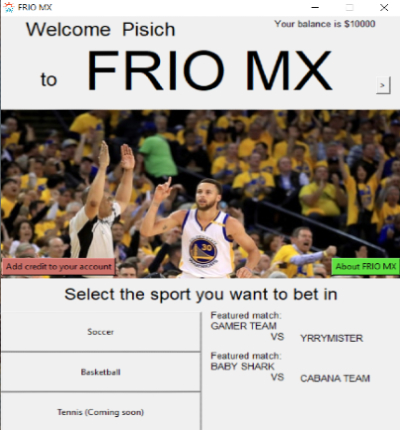 FRIO MX
Welcome Pisich
Your balance is $10000
to FRIO MX
>
30
Add credit to your account
About FRIO MX
Select the sport you want to bet in
Soccer
Basketball
Tennis (Coming soon)
Featured match:
GAMER TEAM
VS YRRYMISTER
Featured match:
BABY SHARK
VS CABANA TEAM